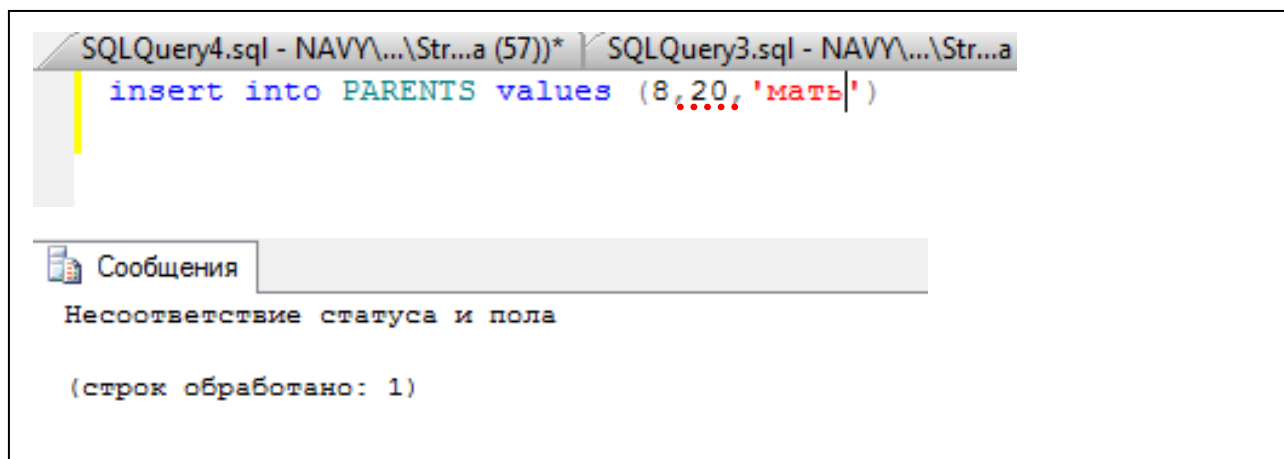 SQLQuery4.sql - NAVY\...\Str...a (57))* SQLQuery3.sql - NAVY\...\Str...a
insert into PARENTS values (8,20,'мать')
Сообщения
Несоответствие статуса и пола
(строк обработано: 1)